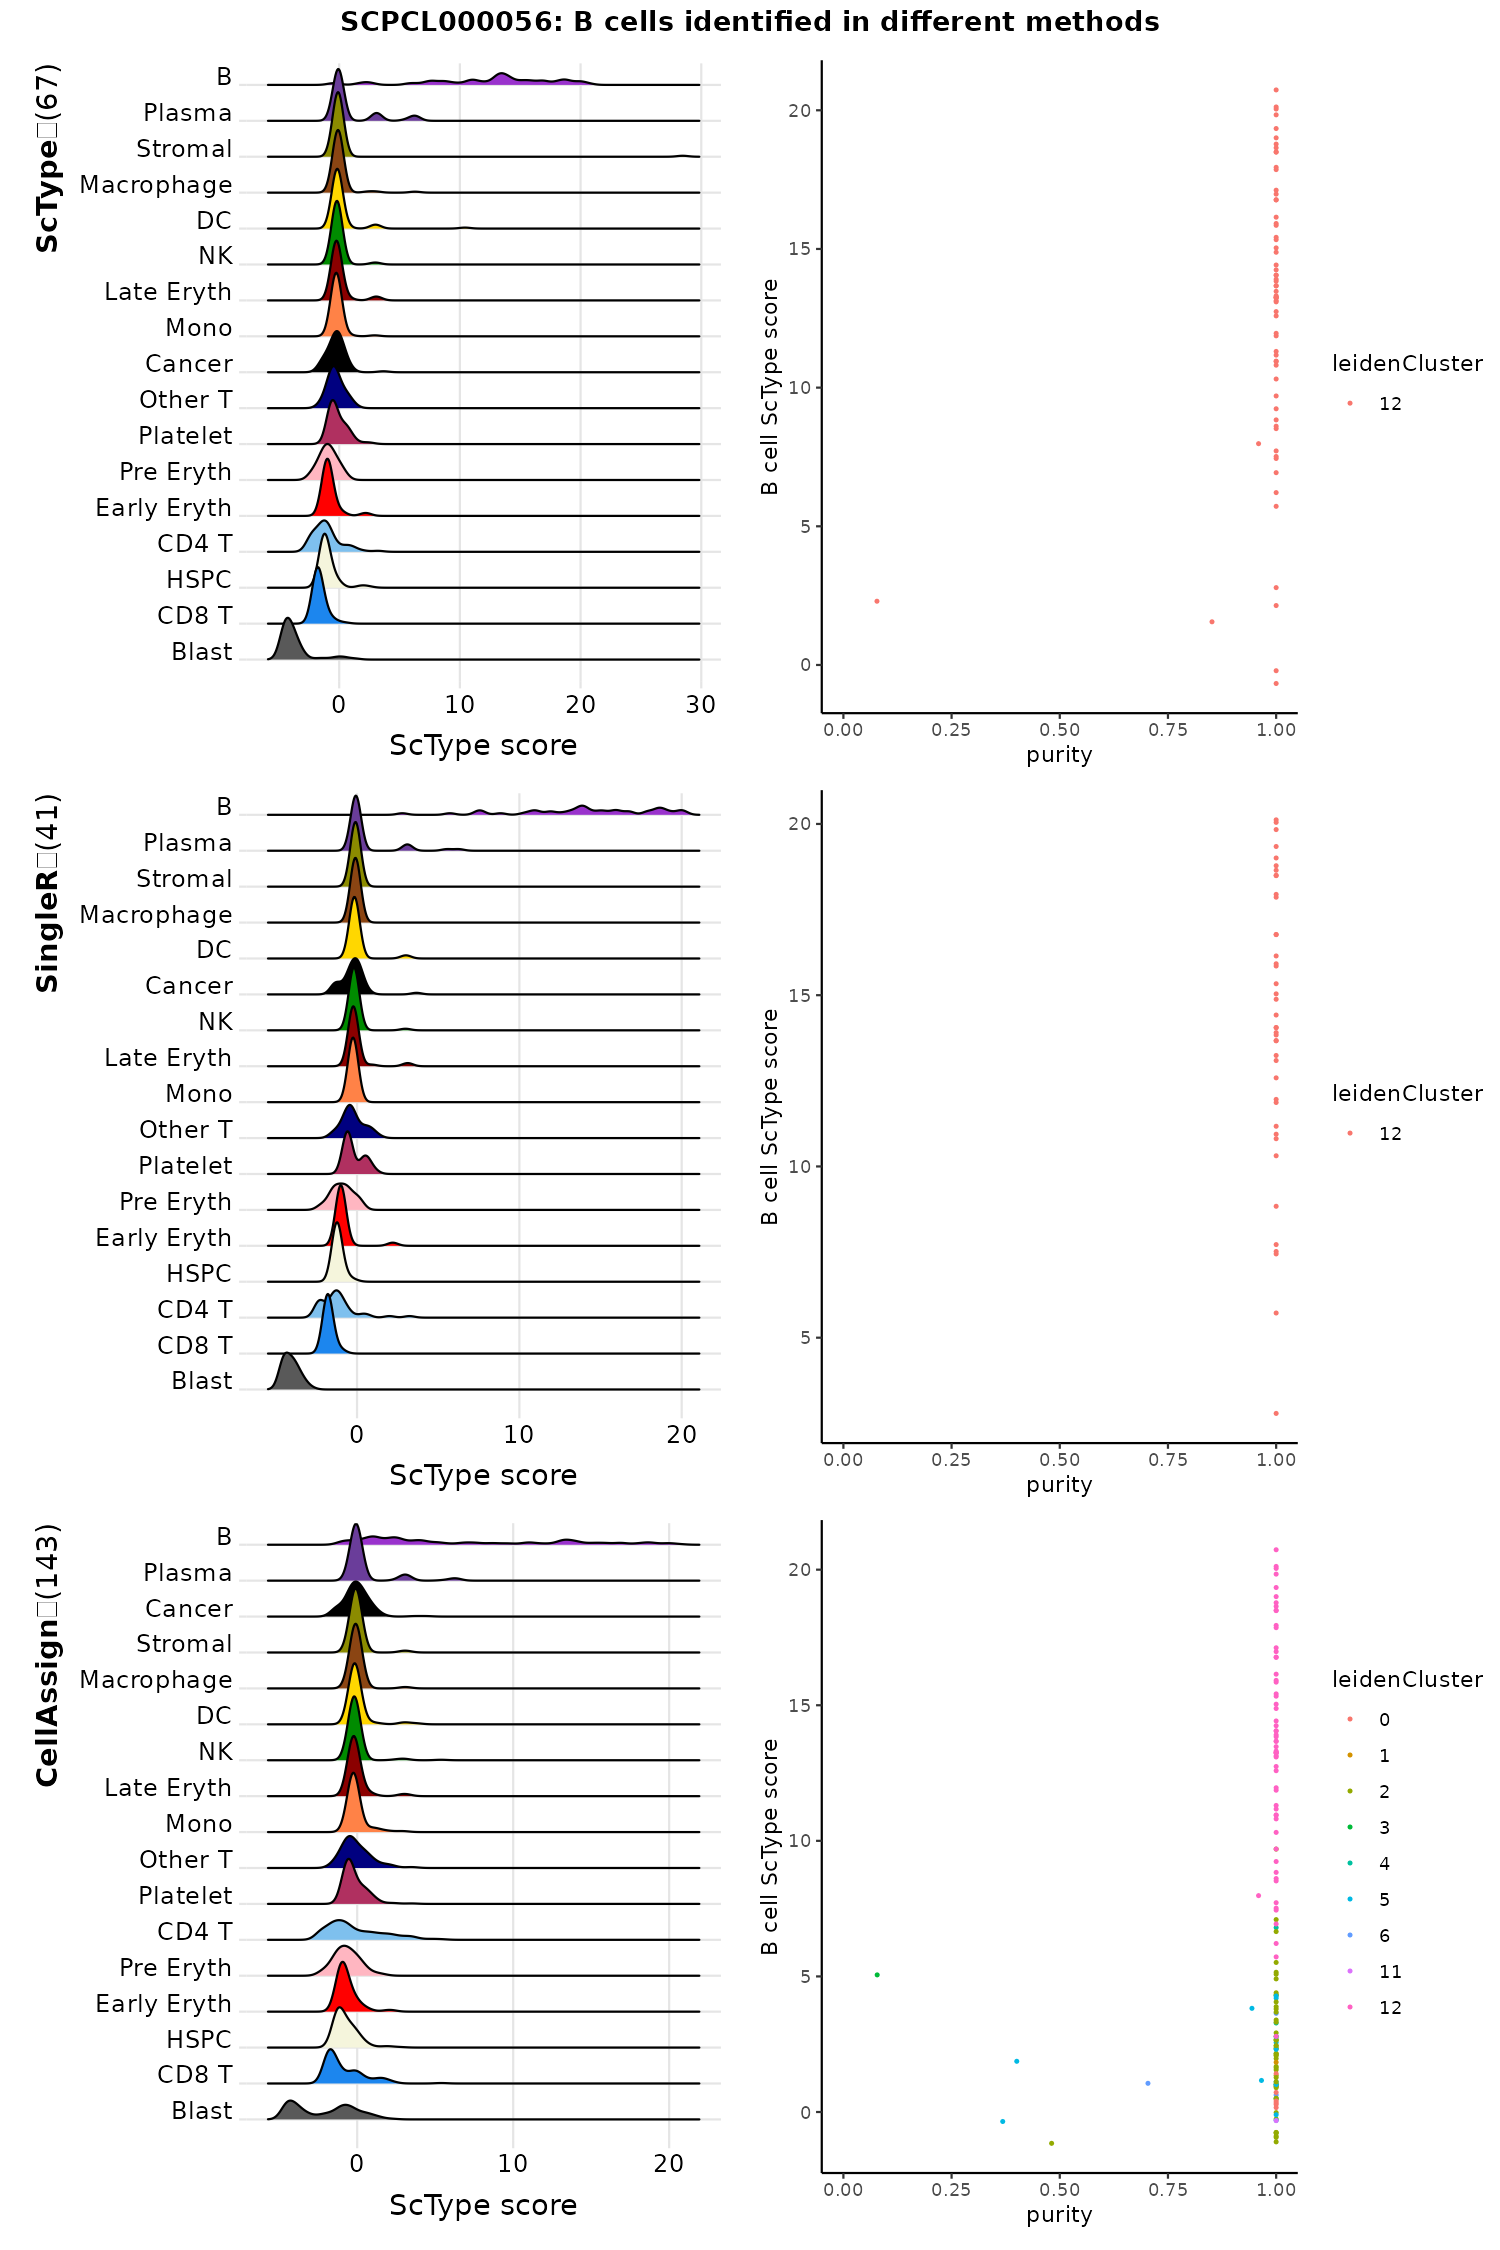 SCPCL000056: B cells identified in different methods
ScType□(67)
B
Plasma
Stromal
Macrophage
DC
NK
Late Eryth
Mono
Cancer
Other T
Platelet
Pre Eryth
Early Eryth
CD4 T
HSPC
CD8 T
Blast
0 10 20 30
ScType score
B cell ScType score
20
15
10
5
0
0.00 0.25 0.50 0.75 1.00
purity
leidenCluster
12
SingleR□(41)
B
Plasma
Stromal
Macrophage
DC
Cancer
NK
Late Eryth
Mono
Other T
Platelet
Pre Eryth
Early Eryth
HSPC
CD4 T
CD8 T
Blast
0 10 20
ScType score
B cell ScType score
20
15
10
5
0.00 0.25 0.50 0.75 1.00
purity
leidenCluster
12
CellAssign□(143)
B
Plasma
Cancer
Stromal
Macrophage
DC
NK
Late Eryth
Mono
Other T
Platelet
CD4 T
Pre Eryth
Early Eryth
HSPC
CD8 T
Blast
0 10 20
ScType score
B cell ScType score
20
15
10
5
0
0.00 0.25 0.50 0.75 1.00
purity
leidenCluster
0
1
2
3
4
5
6
11
12